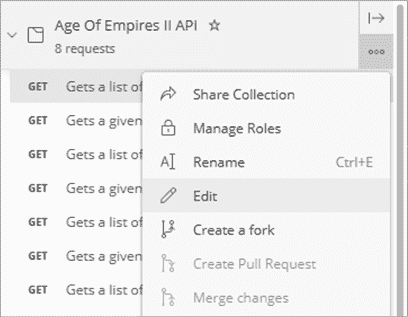 Age Of Empires II API
8 requests
GET Gets a list of
GET Gets a given
GET Gets a list of
GET Gets a given
GET Gets a list of
GET Gets a given
GET Gets a list of
Share Collection
Manage Roles
Rename Ctrl+E
Edit
Create a fork
Create Pull Request
Merge changes